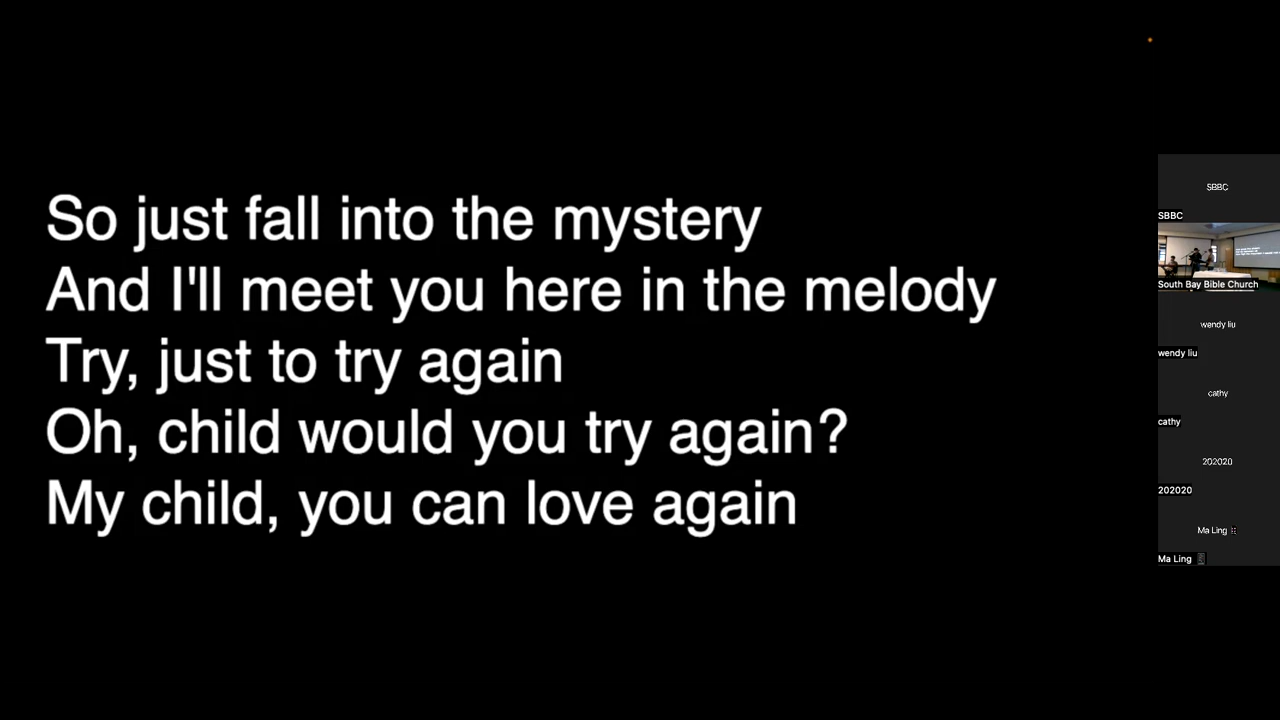 So just fall into the mystery
And I'll meet you here in the melody
Try, just to try again
Oh, child would you try again?
My child, you can love again
SBBC
SBBC
South Bay Bible Church
wendy liu
wendy liu
cathy
cathy
202020
202020
Ma Ling
Ma Ling